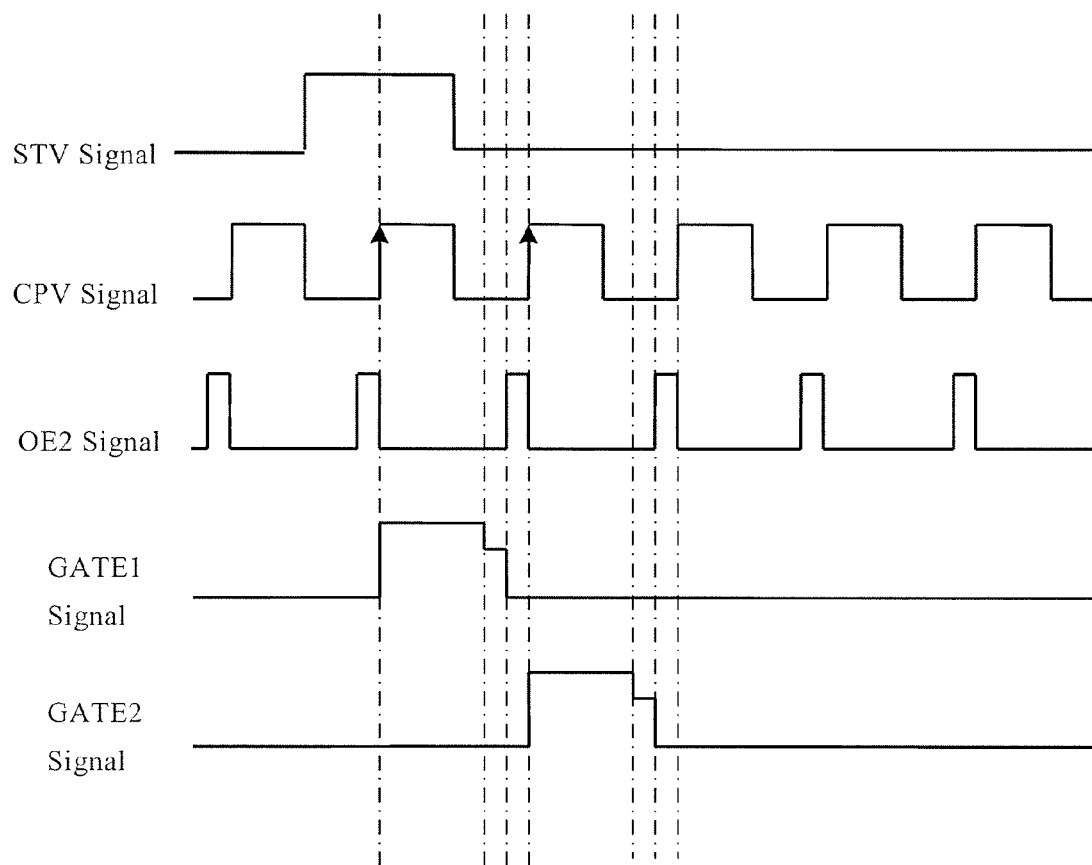 STV Signal
CPV Signal
OE2 Signal
GATE1
Signal
GATE2
Signal